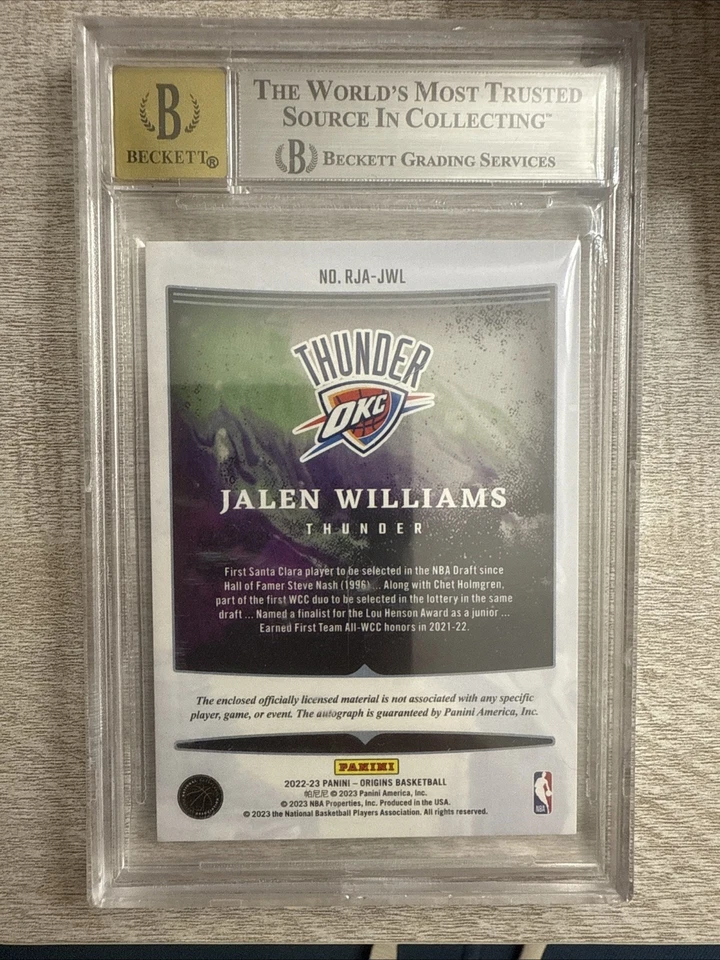 B
BECKETT®
THE WORLD'S MOST TRUSTED
SOURCE IN COLLECTING™
B BECKETT GRADING SERVICES
NO. RJA-JWL
THUNDER
OKC
JALEN WILLIAMS
THUNDER
First Santa Clara player to be selected in the NBA Draft since
Hall of Famer Steve Nash (1996) ... Along with Chet Holmgren,
part of the first WCC duo to be selected in the lottery in the same
draft ... Named a finalist for the Lou Henson Award as a junior ...
Earned First Team All-WCC honors in 2021-22.
The enclosed officially licensed material is not associated with any specific
player, game, or event. The autograph is guaranteed by Panini America, Inc.
PANINI
2022-23 PANINI – ORIGINS BASKETBALL
帕尼尼 © 2023 Panini America, Inc.
© 2023 NBA Properties, Inc. Produced in the USA.
© 2023 the National Basketball Players Association. All rights reserved.
NBA